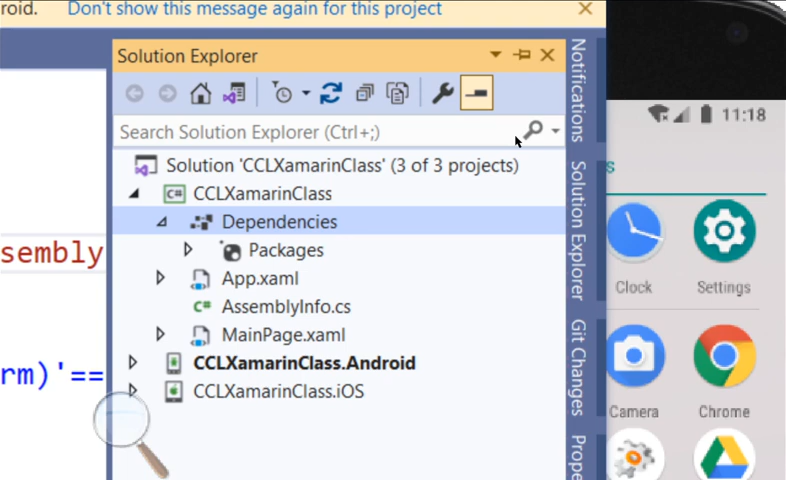 roid. Don't show this message again for this project
Solution Explorer
Search Solution Explorer (Ctrl+;)
Solution 'CCLXamarinClass' (3 of 3 projects)
CCLXamarinClass
Dependencies
Packages
App.xaml
AssemblyInfo.cs
MainPage.xaml
CCLXamarinClass.Android
CCLXamarinClass.iOS
sembly
rm)'==
Notifications
Solution Explorer
Git Changes
Prope
11:18
s
Clock Settings
Camera Chrome